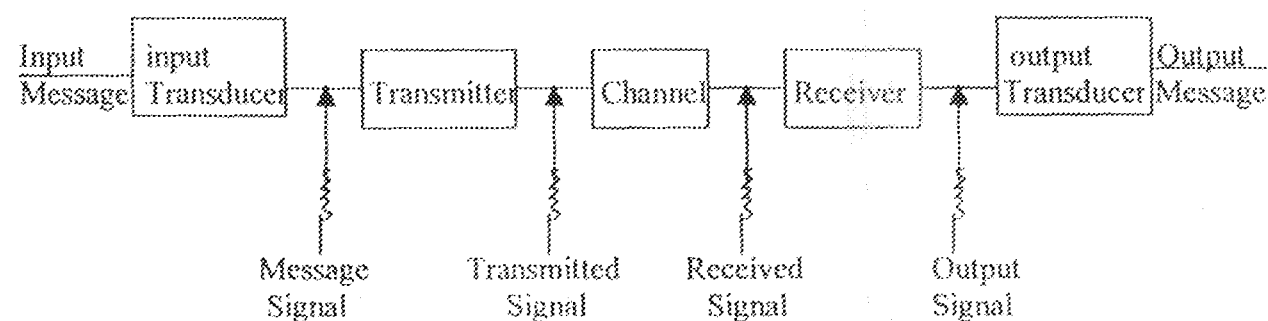 Input
Message
input
Transducer
Transmitter
Channel
Receiver
output
Transducer
Output
Message
Message
Signal
Transmitted
Signal
Received
Signal
Output
Signal